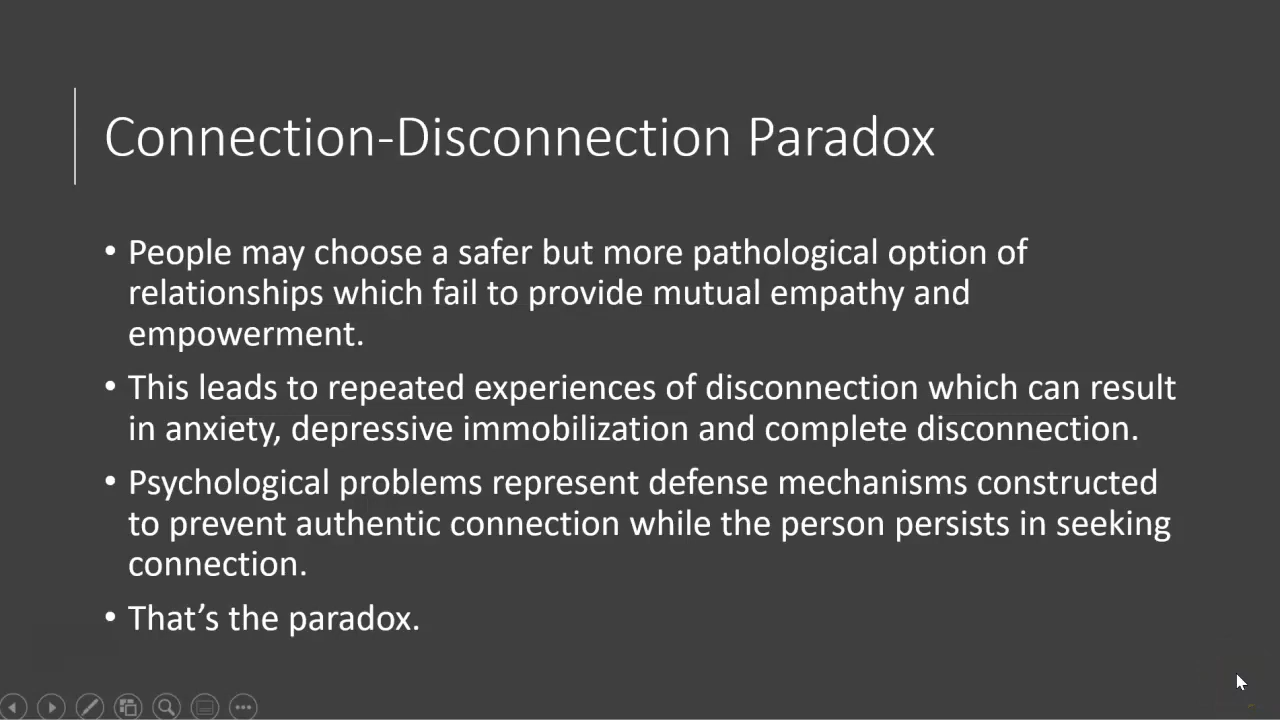 Connection-Disconnection Paradox
• People may choose a safer but more pathological option of
relationships which fail to provide mutual empathy and
empowerment.
• This leads to repeated experiences of disconnection which can result
in anxiety, depressive immobilization and complete disconnection.
• Psychological problems represent defense mechanisms constructed
to prevent authentic connection while the person persists in seeking
connection.
• That’s the paradox.